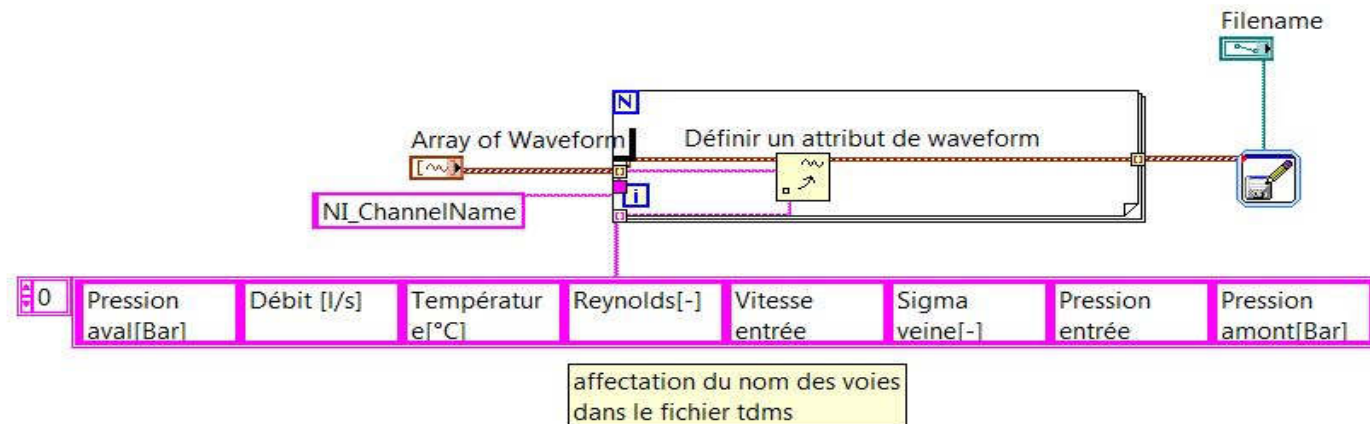 Filename
N
Array of Waveform
Définir un attribut de waveform
i
NI_ChannelName
0
Pression
aval[Bar]
Débit [l/s]
Températur
e[°C]
Reynolds[-]
Vitesse
entrée
Sigma
veine[-]
Pression
entrée
Pression
amont[Bar]
affectation du nom des voies
dans le fichier tdms